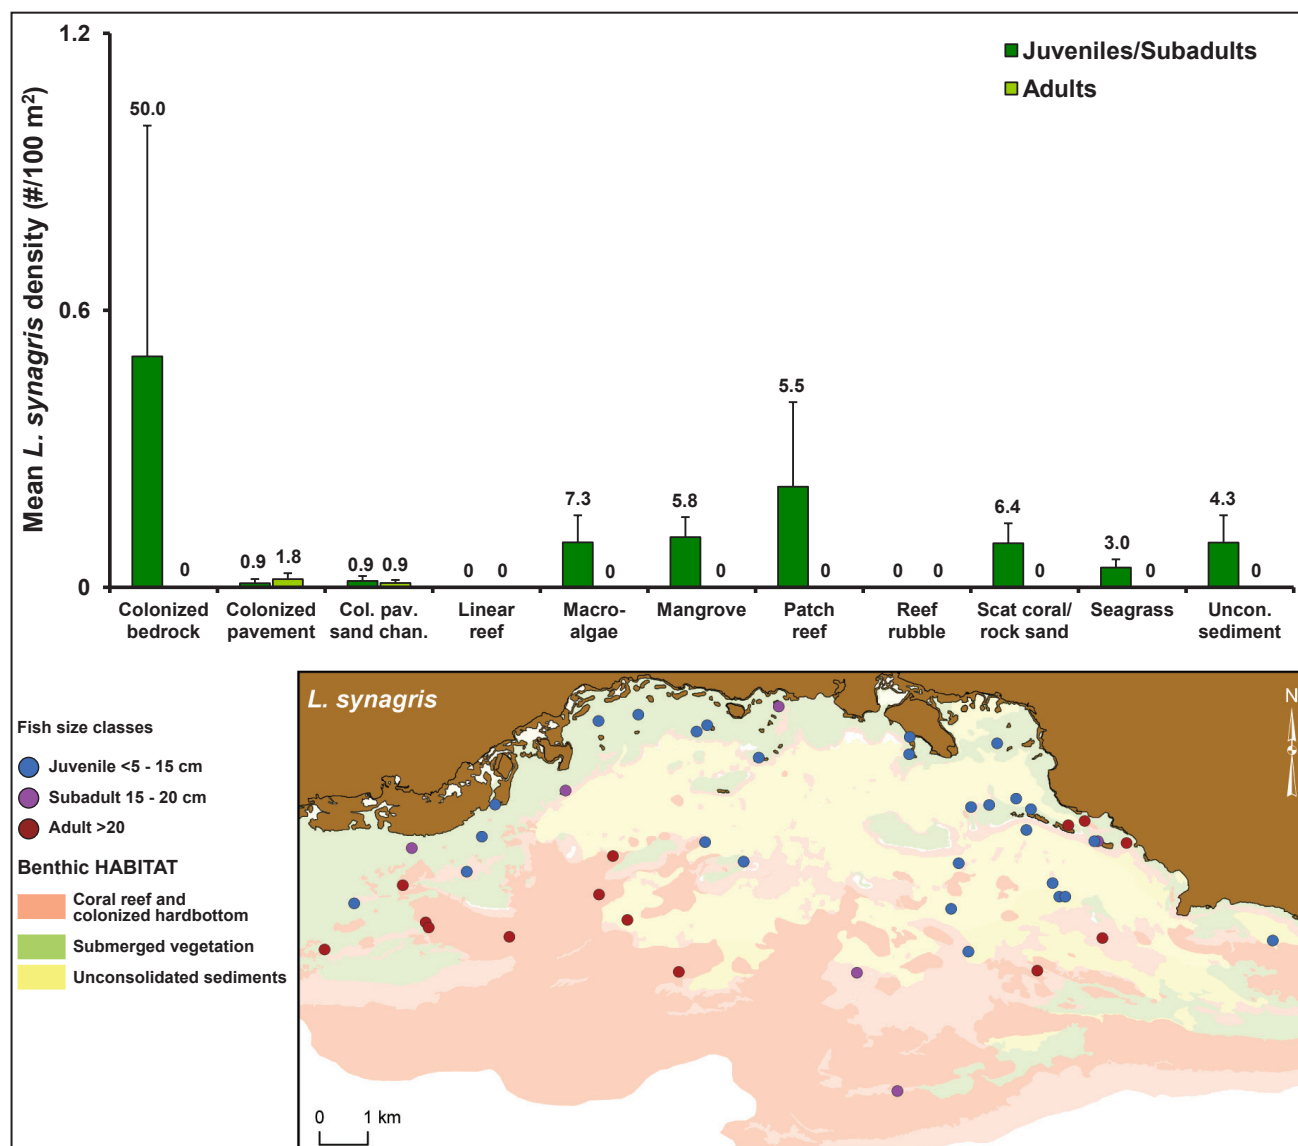 1.2
0.6
0
Mean L. synagris density (#/100 m²)
Juveniles/Subadults
Adults
50.0
0
0.9
1.8
0.9
0.9
0
0
7.3
0
5.8
0
5.5
0
0
0
6.4
0
3.0
0
4.3
0
Colonized
bedrock
Colonized
pavement
Col. pav.
sand chan.
Linear
reef
Macro-
algae
Mangrove
Patch
reef
Reef
rubble
Scat coral/
rock sand
Seagrass
Uncon.
sediment
L. synagris
N
Fish size classes
Juvenile <5 - 15 cm
Subadult 15 - 20 cm
Adult >20
Benthic HABITAT
Coral reef and
colonized hardbottom
Submerged vegetation
Unconsolidated sediments
0 1 km